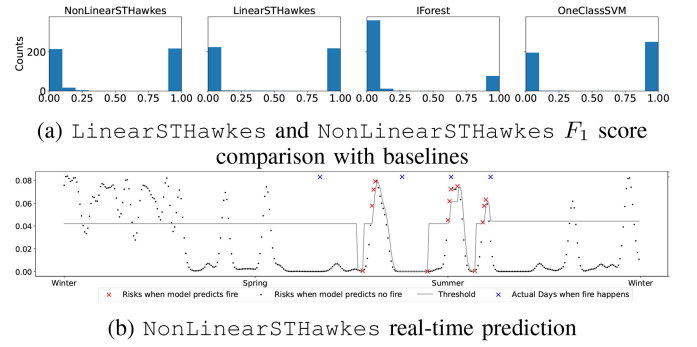 NonLinearSTHawkes LinearSTHawkes IForest OneClassSVM
Counts
200
0
0.00 0.25 0.50 0.75 1.00 0.00 0.25 0.50 0.75 1.00 0.00 0.25 0.50 0.75 1.00 0.00 0.25 0.50 0.75 1.00
(a) LinearSTHawkes and NonLinearSTHawkes F1 score
comparison with baselines
0.08
0.06
0.04
0.02
0.00
Winter Spring Summer Winter
Risks when model predicts fire Risks when model predicts no fire Threshold Actual Days when fire happens
(b) NonLinearSTHawkes real-time prediction